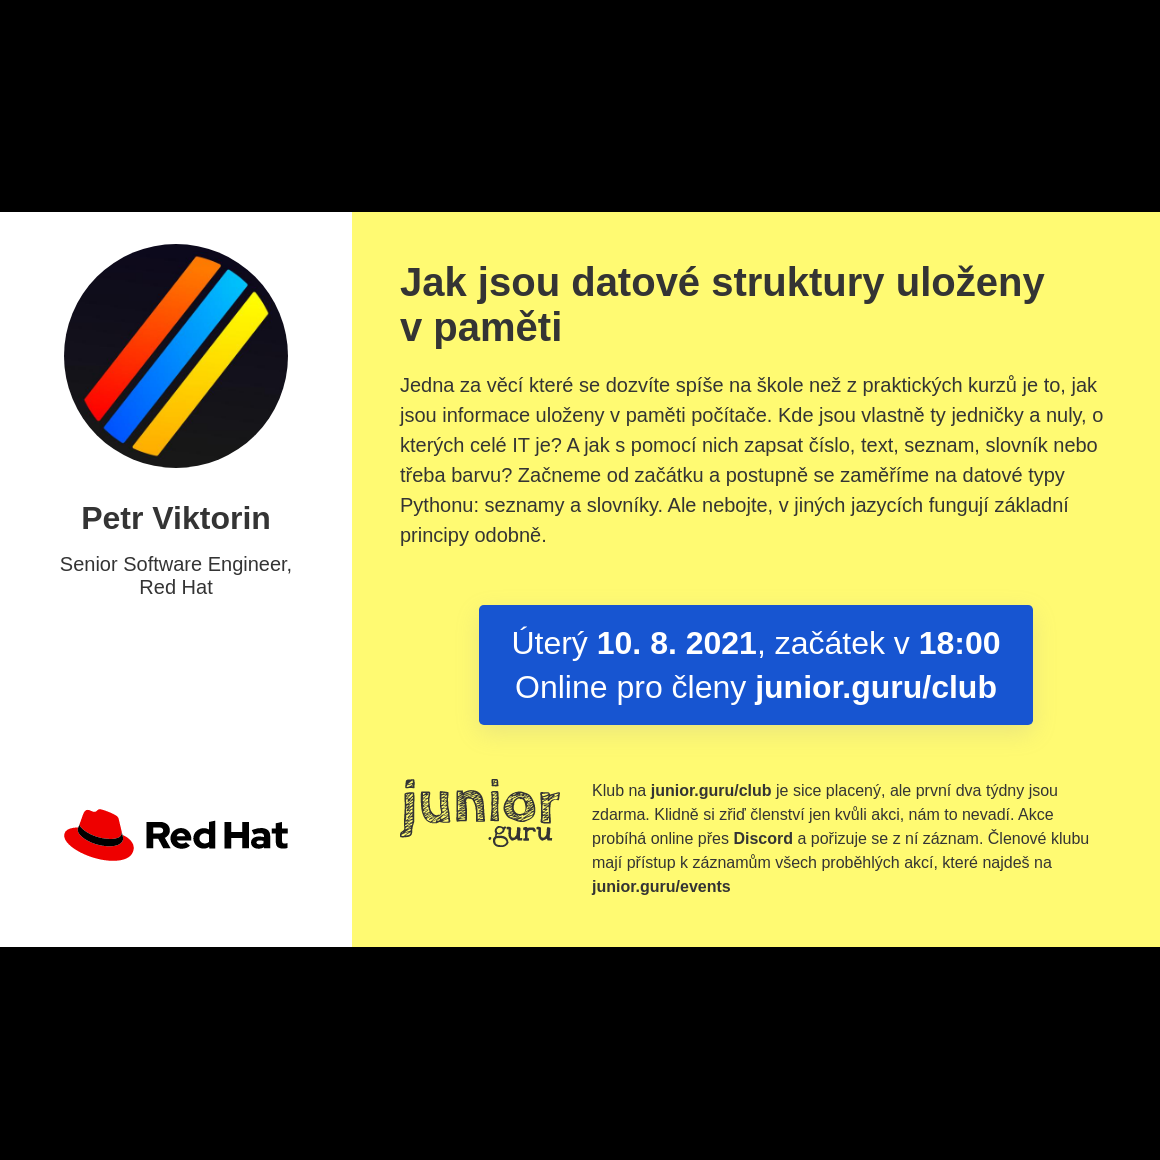 Petr Viktorin
Senior Software Engineer,
Red Hat
Red Hat
Jak jsou datové struktury uloženy
v paměti
Jedna za věcí které se dozvíte spíše na škole než z praktických kurzů je to, jak
jsou informace uloženy v paměti počítače. Kde jsou vlastně ty jedničky a nuly, o
kterých celé IT je? A jak s pomocí nich zapsat číslo, text, seznam, slovník nebo
třeba barvu? Začneme od začátku a postupně se zaměříme na datové typy
Pythonu: seznamy a slovníky. Ale nebojte, v jiných jazycích fungují základní
principy odobně.
Úterý 10. 8. 2021, začátek v 18:00
Online pro členy junior.guru/club
junior
.guru
Klub na junior.guru/club je sice placený, ale první dva týdny jsou
zdarma. Klidně si zřiď členství jen kvůli akci, nám to nevadí. Akce
probíhá online přes Discord a pořizuje se z ní záznam. Členové klubu
mají přístup k záznamům všech proběhlých akcí, které najdeš na
junior.guru/events